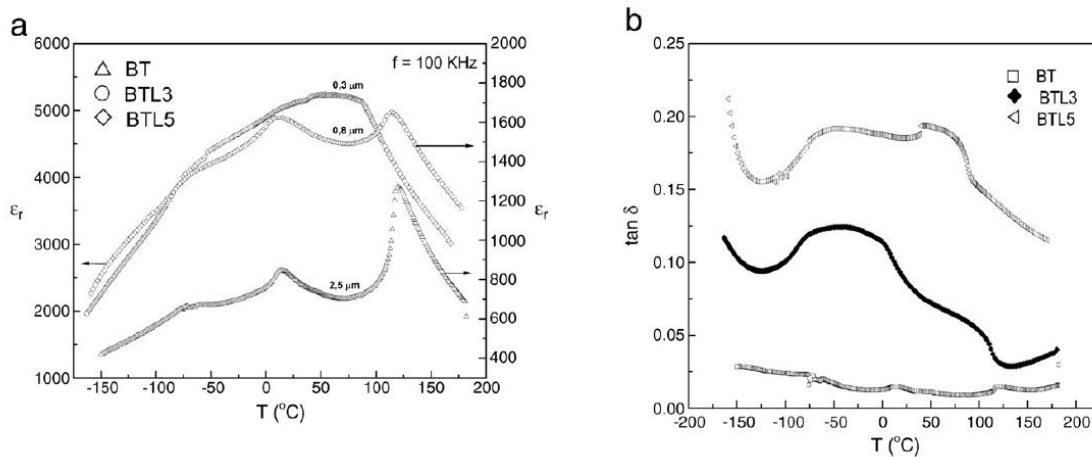 a
6000
5000
4000
3000
2000
1000
εr
2000
1800
1600
1400
1200
1000
800
600
400
εr
f = 100 KHz
BT
BTL3
BTL5
0,3 µm
0,8 µm
2,5 µm
-150 -100 -50 0 50 100 150 200
T (°C)
b
0.25
0.20
0.15
0.10
0.05
0.00
tan δ
BT
BTL3
BTL5
-200 -150 -100 -50 0 50 100 150 200
T (°C)